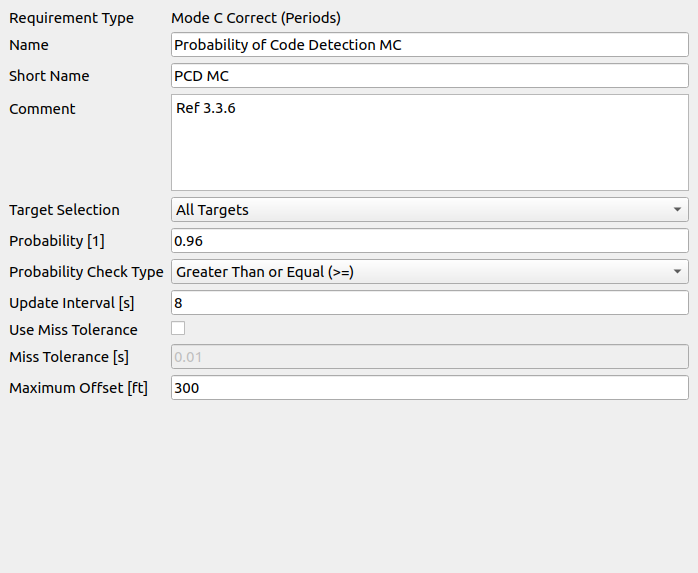 Requirement Type Mode C Correct (Periods)
Name Probability of Code Detection MC
Short Name PCD MC
Comment Ref 3.3.6
Target Selection All Targets
Probability [1] 0.96
Probability Check Type Greater Than or Equal (>=)
Update Interval [s] 8
Use Miss Tolerance
Miss Tolerance [s] 0.01
Maximum Offset [ft] 300